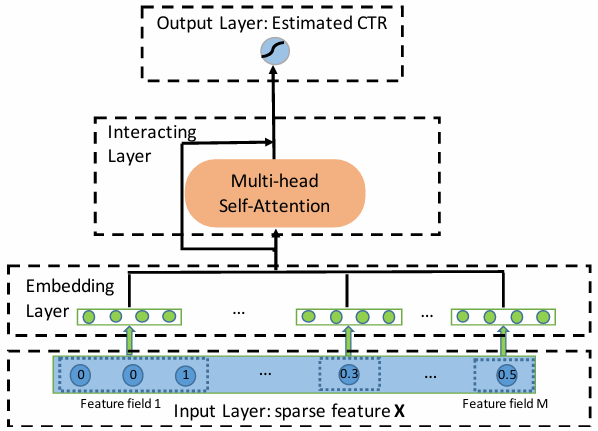 Output Layer: Estimated CTR
Interacting
Layer
Multi-head
Self-Attention
Embedding
Layer
... ...
0 0 1 ... 0.3 ... 0.5
Feature field 1 Feature field M
Input Layer: sparse feature X